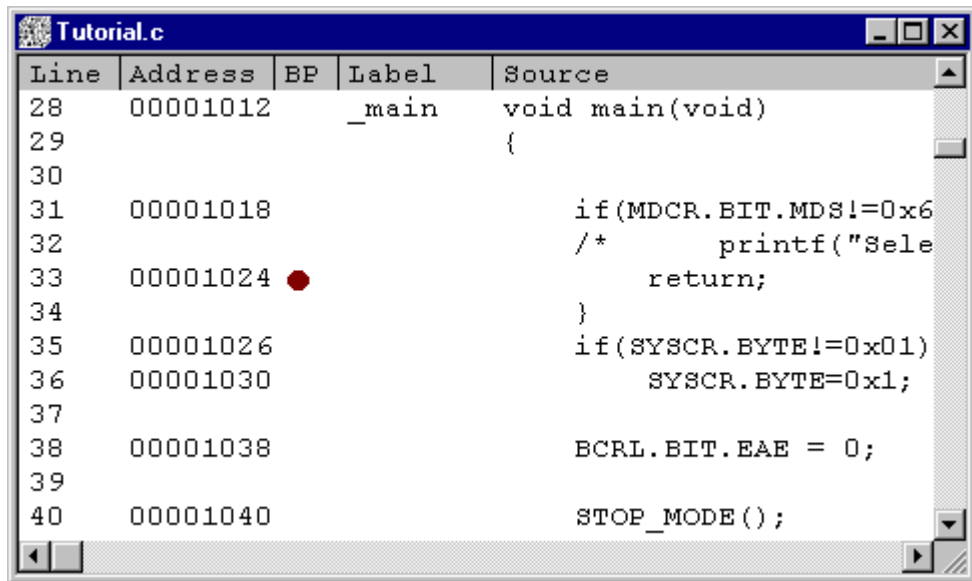 Tutorial.c
Line Address BP Label Source
28 00001012 _main void main(void)
29 {
30
31 00001018 if(MDCR.BIT.MDS!=0x6
32 /* printf("Sele
33 00001024 return;
34 }
35 00001026 if(SYSCR.BYTE!=0x01)
36 00001030 SYSCR.BYTE=0x1;
37
38 00001038 BCRL.BIT.EAE = 0;
39
40 00001040 STOP_MODE();